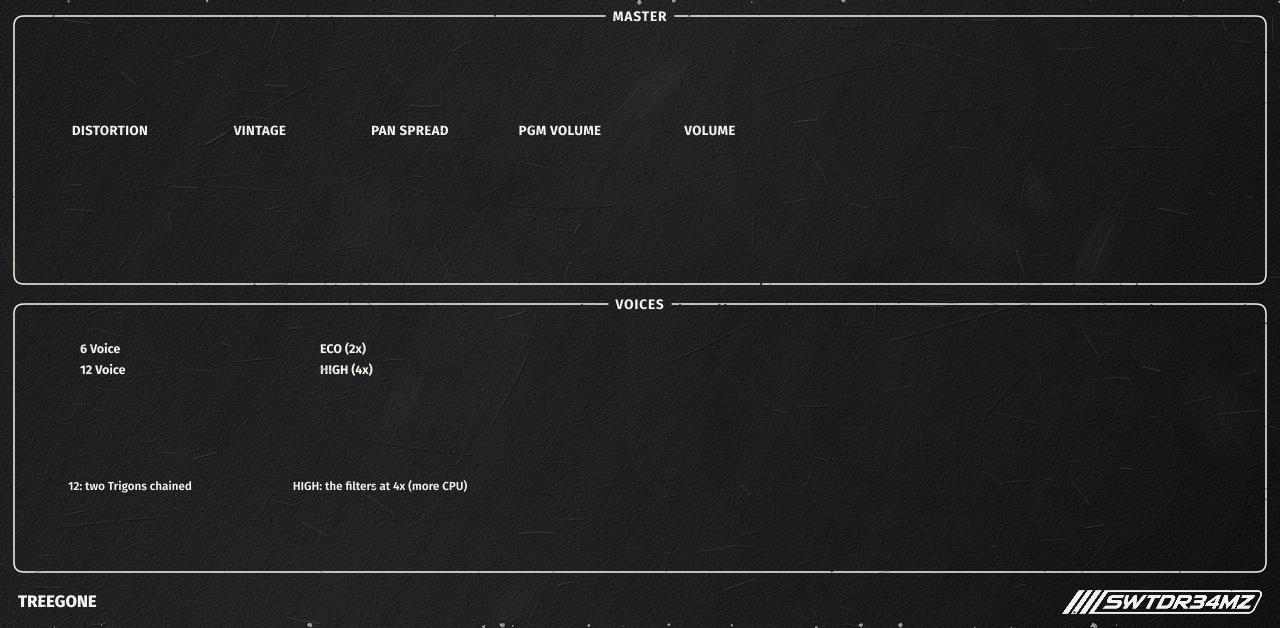 MASTER
DISTORTION VINTAGE PAN SPREAD PGM VOLUME VOLUME
VOICES
6 Voice ECO (2x)
12 Voice HIGH (4x)
12: two Trigons chained HIGH: the filters at 4x (more CPU)
TREEGONE SWTDR34MZ